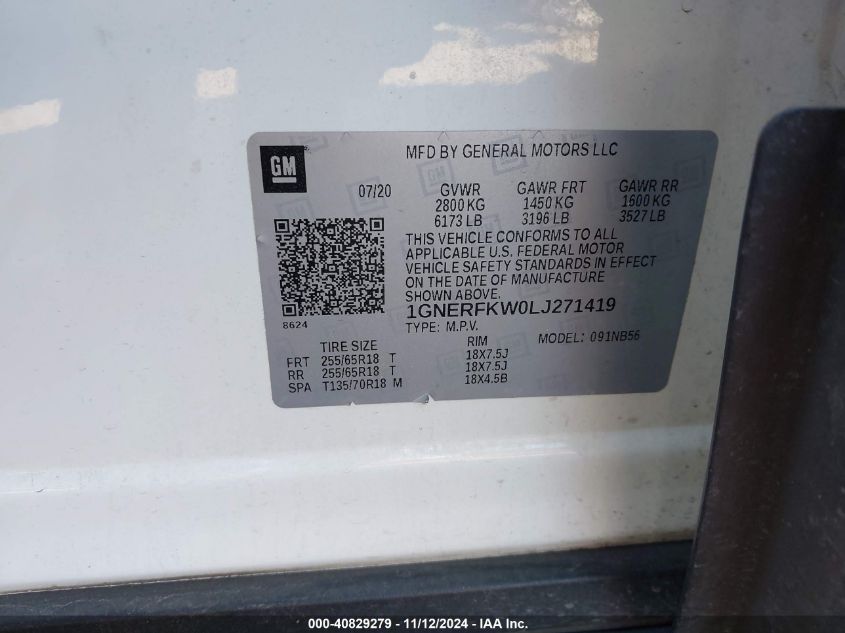 GM
MFD BY GENERAL MOTORS LLC
07/20 GVWR GAWR FRT GAWR RR
2800 KG 1450 KG 1600 KG
6173 LB 3196 LB 3527 LB
THIS VEHICLE CONFORMS TO ALL
APPLICABLE U.S. FEDERAL MOTOR
VEHICLE SAFETY STANDARDS IN EFFECT
ON THE DATE OF MANUFACTURE
SHOWN ABOVE.
1GNERFKW0LJ271419
8624
TYPE: M.P.V. MODEL: 091NB56
TIRE SIZE RIM
FRT 255/65R18 T 18X7.5J
RR 255/65R18 T 18X7.5J
SPA T135/70R18 M 18X4.5B
000-40829279 - 11/12/2024 - IAAI.com